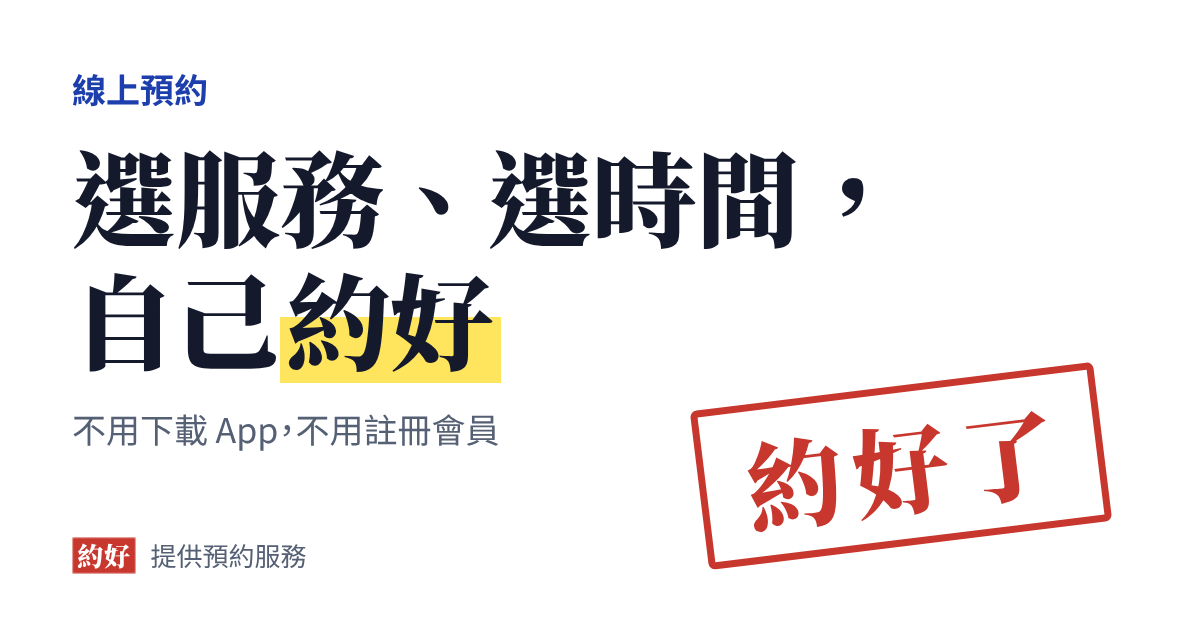 線上預約
選服務、選時間，
自己約好
不用下載 App，不用註冊會員
約好了
約好 提供預約服務